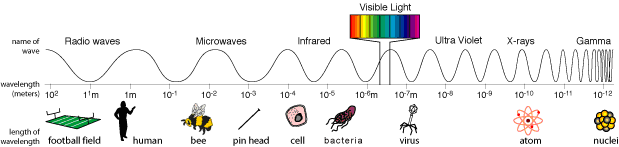 Visible Light
name of
wave
Radio waves Microwaves Infrared Ultra Violet X-rays Gamma
wavelength
(meters)
10² 1¹m 1m 10⁻¹ 10⁻² 10⁻³ 10⁻⁴ 10⁻⁵ 10⁻⁶m 10⁻⁷m 10⁻⁸ 10⁻⁹ 10⁻¹⁰ 10⁻¹¹ 10⁻¹²
length of
wavelength
football field human bee pin head cell bacteria virus atom nuclei